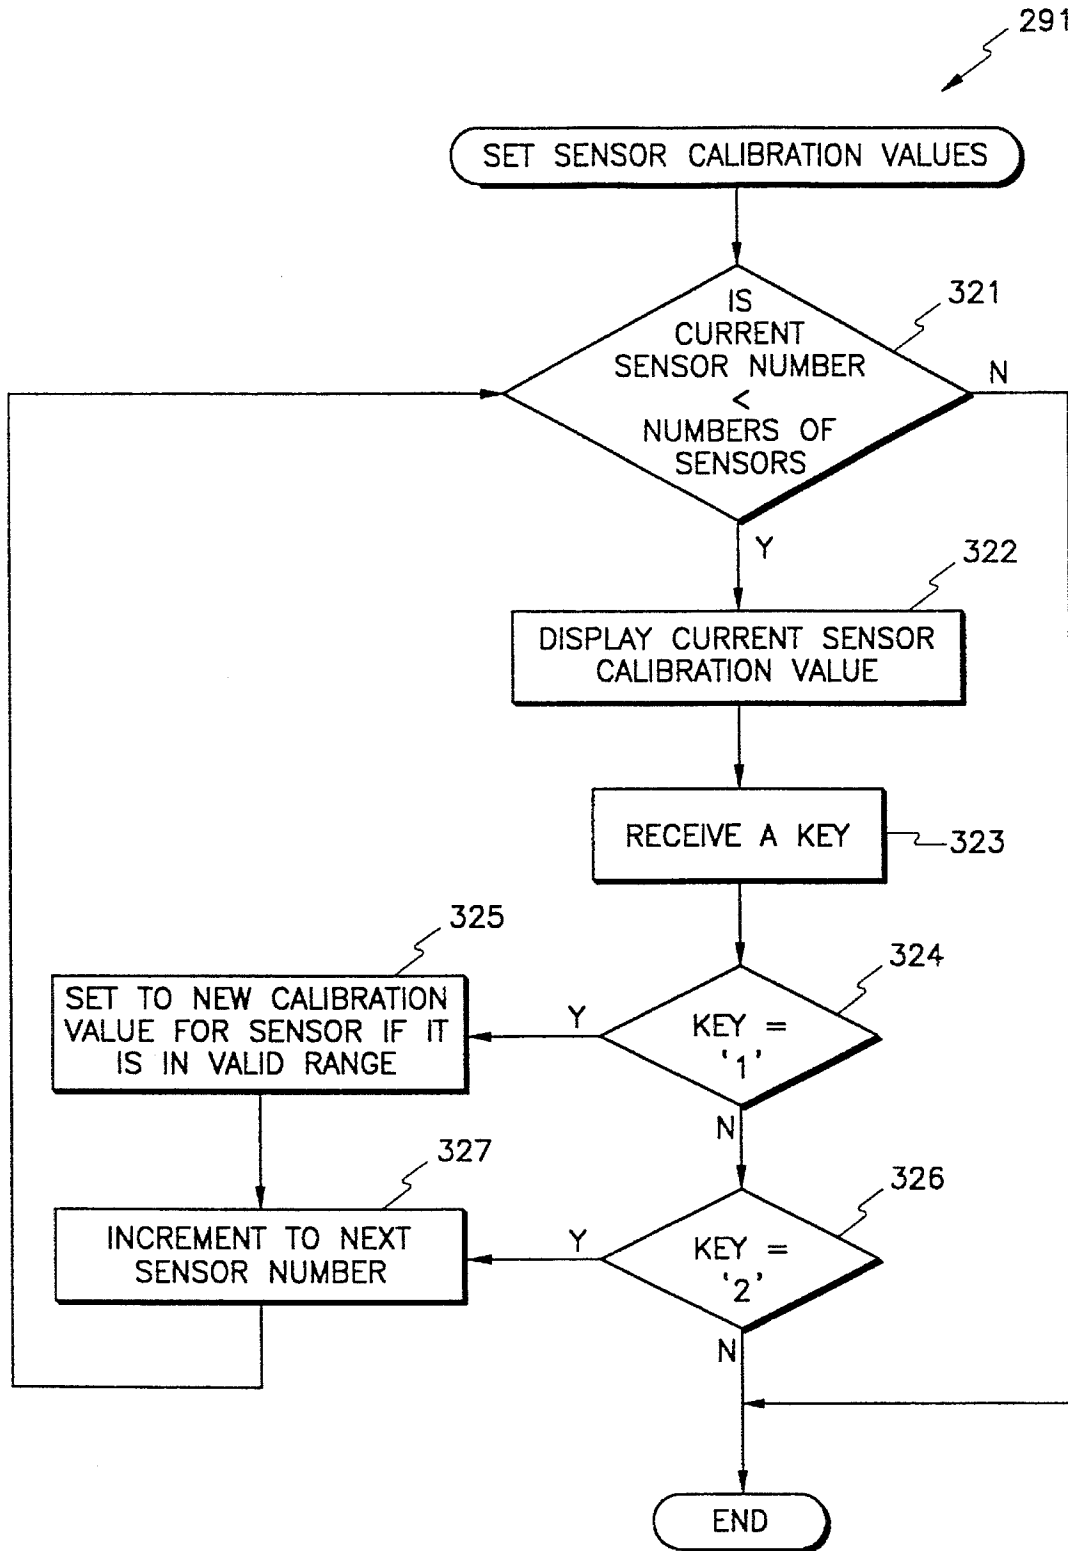 291
SET SENSOR CALIBRATION VALUES
IS
CURRENT
SENSOR NUMBER
<
NUMBERS OF
SENSORS
321
N
Y
322
DISPLAY CURRENT SENSOR
CALIBRATION VALUE
RECEIVE A KEY
323
325
SET TO NEW CALIBRATION
VALUE FOR SENSOR IF IT
IS IN VALID RANGE
Y
324
KEY =
'1'
N
327
INCREMENT TO NEXT
SENSOR NUMBER
Y
326
KEY =
'2'
N
END